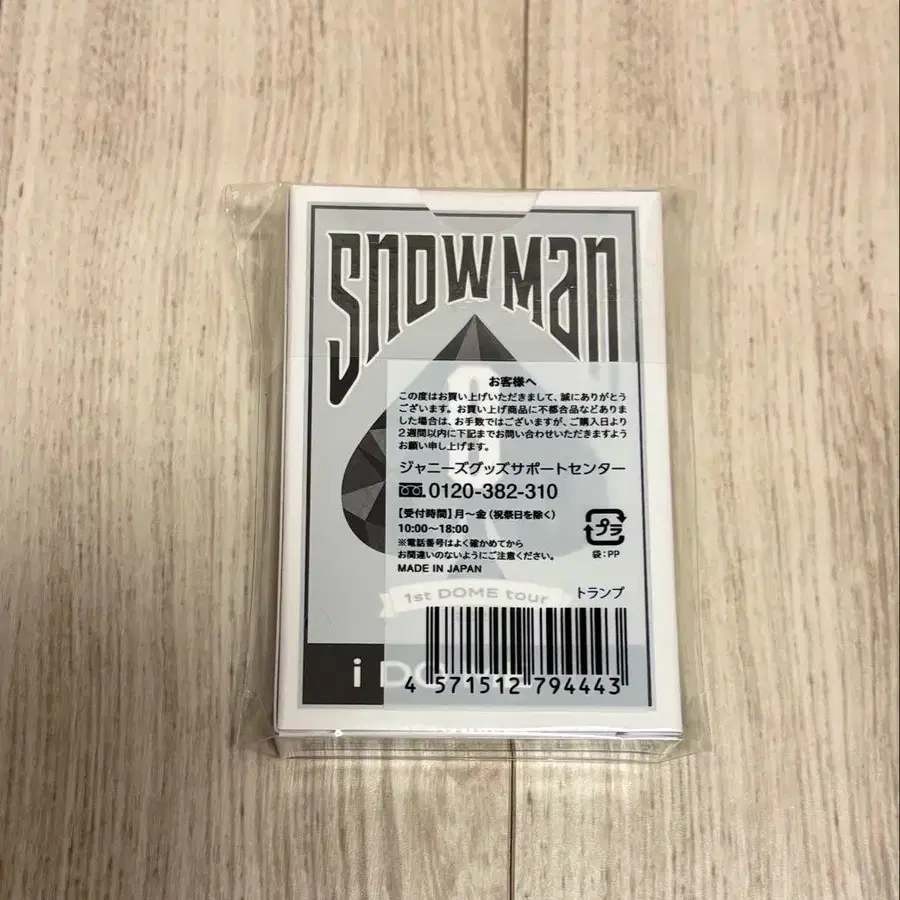 Snow Man
お客様へ
この度はお買い上げいただきまして、誠にありがとう
ございます。お買い上げ商品に不都合品などありま
した場合は、お手数ではございますが、ご購入日より
2週間以内に下記までお問い合わせいただきますよう
お願い申し上げます。
ジャニーズグッズサポートセンター
0120-382-310
【受付時間】月～金(祝祭日を除く)
10:00～18:00
※電話番号はよく確かめてから
お間違いのないようにご注意ください。
MADE IN JAPAN
プラ
袋:PP
1st DOME tour
トランプ
i DO
4 571512 794443